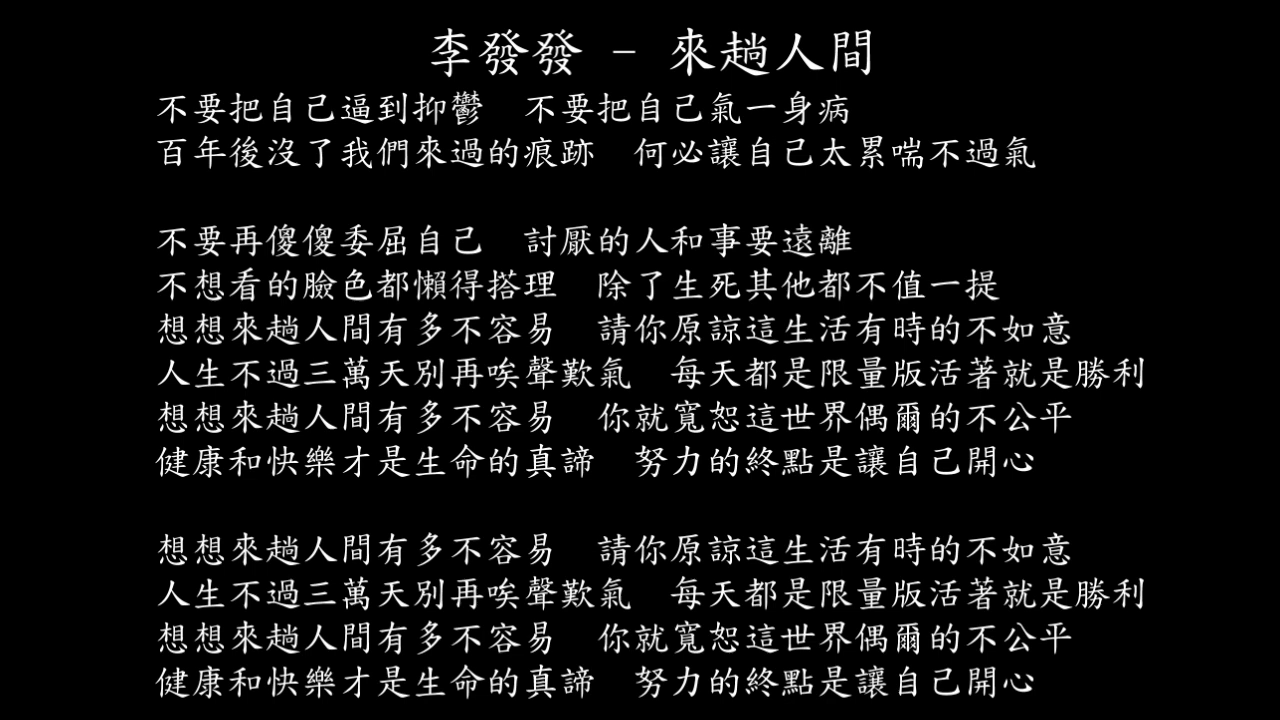 李發發 - 來趟人間
不要把自己逼到抑鬱　不要把自己氣一身病
百年後沒了我們來過的痕跡　何必讓自己太累喘不過氣
不要再傻傻委屈自己　討厭的人和事要遠離
不想看的臉色都懶得搭理　除了生死其他都不值一提
想想來趟人間有多不容易　請你原諒這生活有時的不如意
人生不過三萬天別再唉聲歎氣　每天都是限量版活著就是勝利
想想來趟人間有多不容易　你就寬恕這世界偶爾的不公平
健康和快樂才是生命的真諦　努力的終點是讓自己開心
想想來趟人間有多不容易　請你原諒這生活有時的不如意
人生不過三萬天別再唉聲歎氣　每天都是限量版活著就是勝利
想想來趟人間有多不容易　你就寬恕這世界偶爾的不公平
健康和快樂才是生命的真諦　努力的終點是讓自己開心